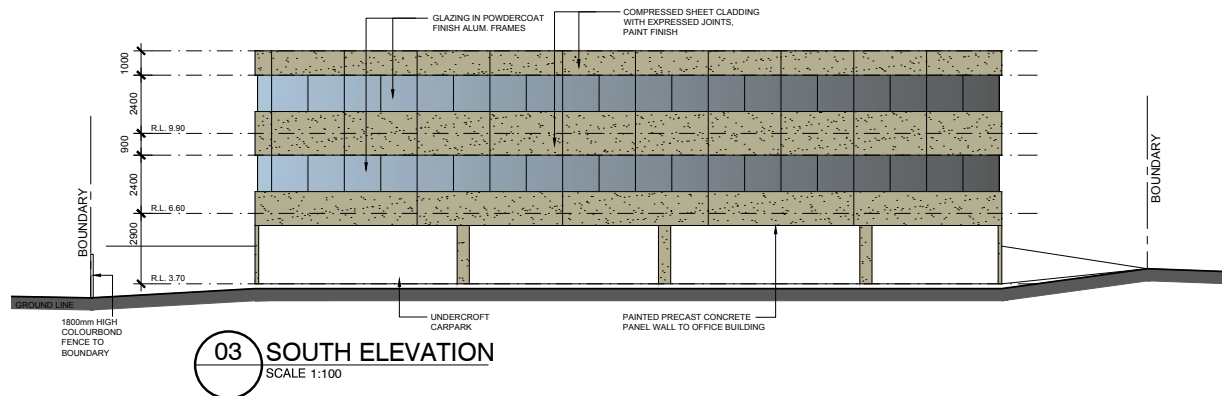 GLAZING IN POWDERCOAT
FINISH ALUM. FRAMES
COMPRESSED SHEET CLADDING
WITH EXPRESSED JOINTS,
PAINT FINISH
1000
2400
R.L. 9.90
900
2400
R.L. 6.60
2900
R.L. 3.70
BOUNDARY
BOUNDARY
GROUND LINE
1800mm HIGH
COLOURBOND
FENCE TO
BOUNDARY
UNDERCROFT
CARPARK
PAINTED PRECAST CONCRETE
PANEL WALL TO OFFICE BUILDING
03 SOUTH ELEVATION
SCALE 1:100